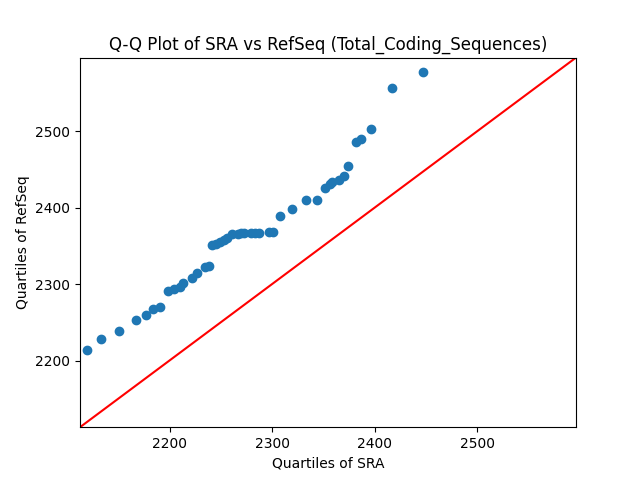 Q-Q Plot of SRA vs RefSeq (Total_Coding_Sequences)
Quartiles of RefSeq
2500
2400
2300
2200
2200 2300 2400 2500
Quartiles of SRA